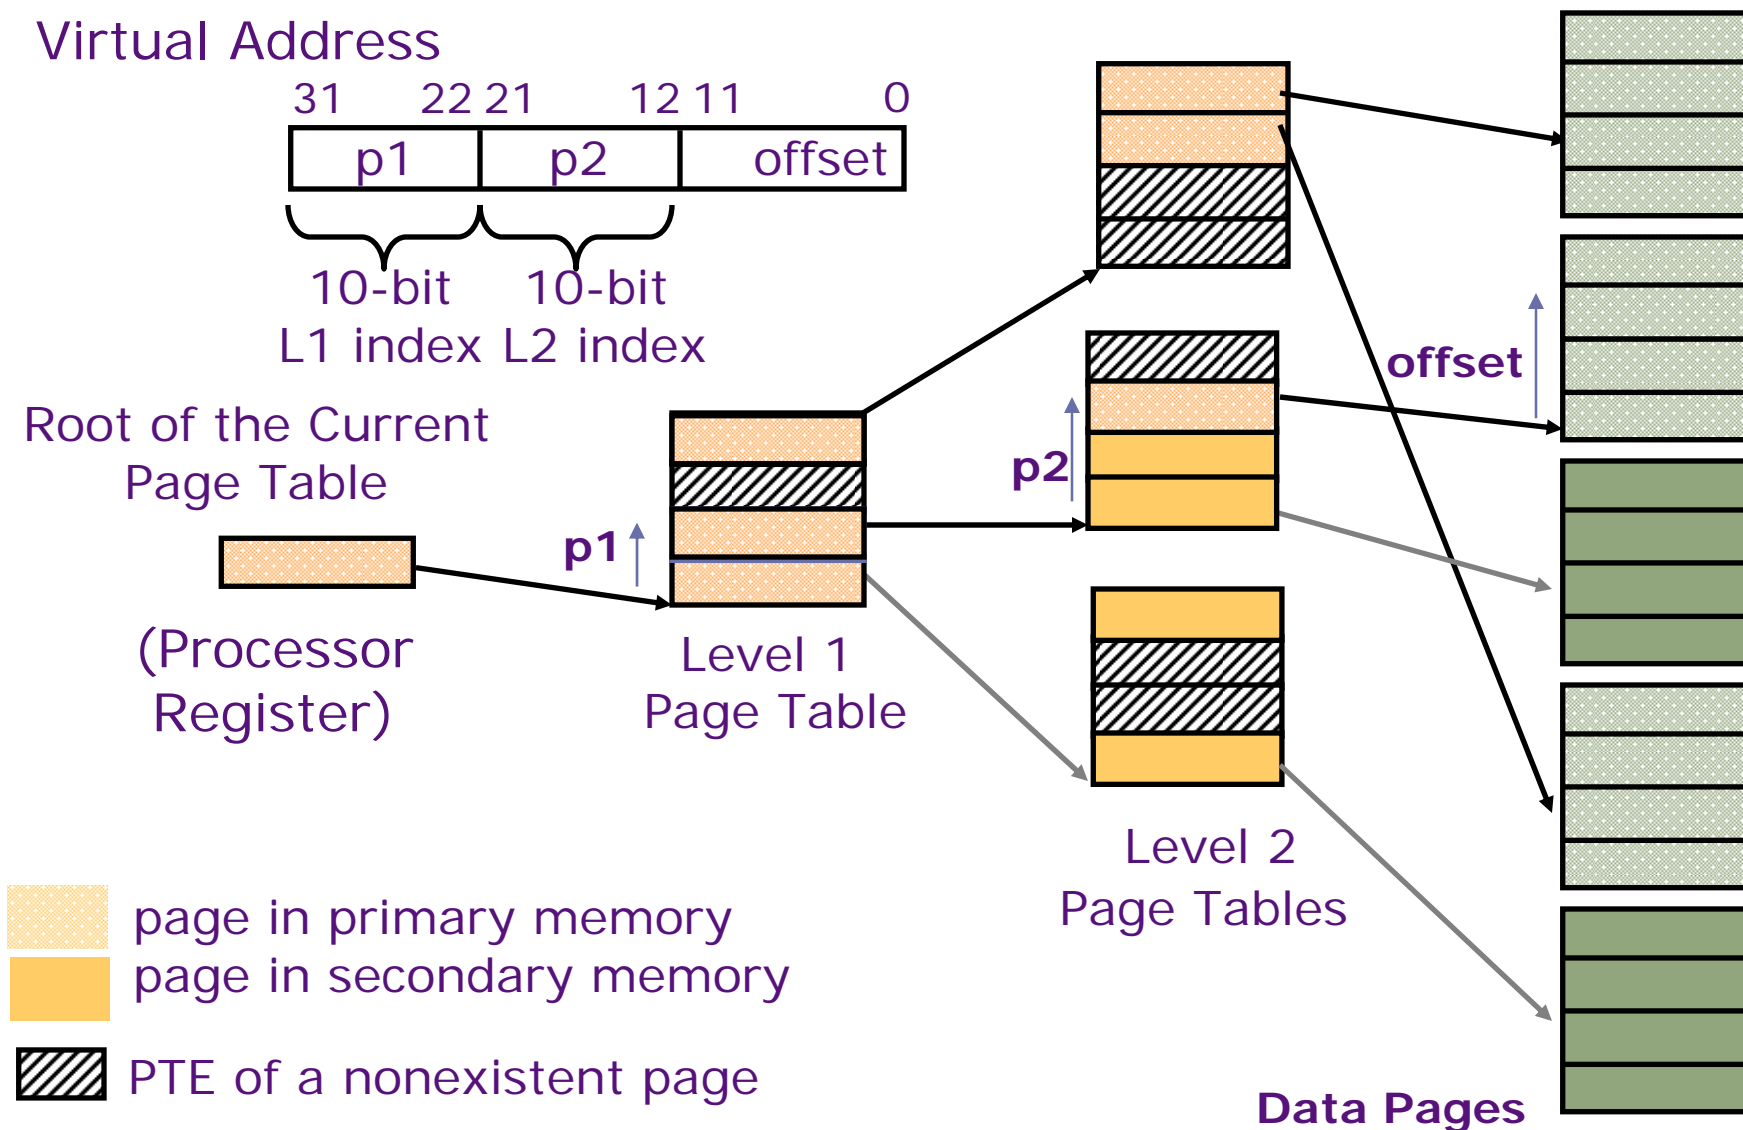 Virtual Address
31 22 21 12 11 0
p1 p2 offset
10-bit 10-bit
L1 index L2 index
Root of the Current
Page Table
(Processor
Register)
p1
Level 1
Page Table
p2
offset
Level 2
Page Tables
page in primary memory
page in secondary memory
PTE of a nonexistent page
Data Pages